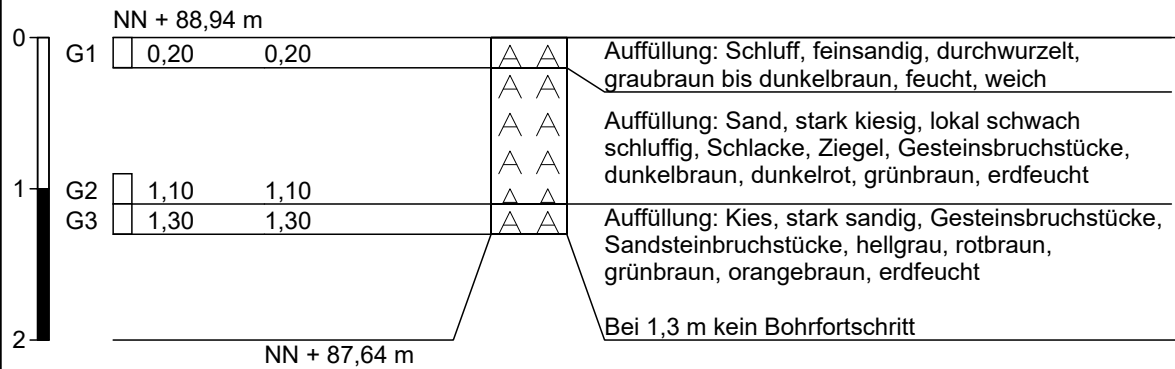 NN + 88,94 m
0
G1 0,20 0,20
A A
Auffüllung: Schluff, feinsandig, durchwurzelt,
graubraun bis dunkelbraun, feucht, weich
A A
A A
A A
A A
Auffüllung: Sand, stark kiesig, lokal schwach
schluffig, Schlacke, Ziegel, Gesteinsbruchstücke,
dunkelbraun, dunkelrot, grünbraun, erdfeucht
1
G2 1,10 1,10
G3 1,30 1,30
A A
Auffüllung: Kies, stark sandig, Gesteinsbruchstücke,
Sandsteinbruchstücke, hellgrau, rotbraun,
grünbraun, orangebraun, erdfeucht
Bei 1,3 m kein Bohrfortschritt
2
NN + 87,64 m